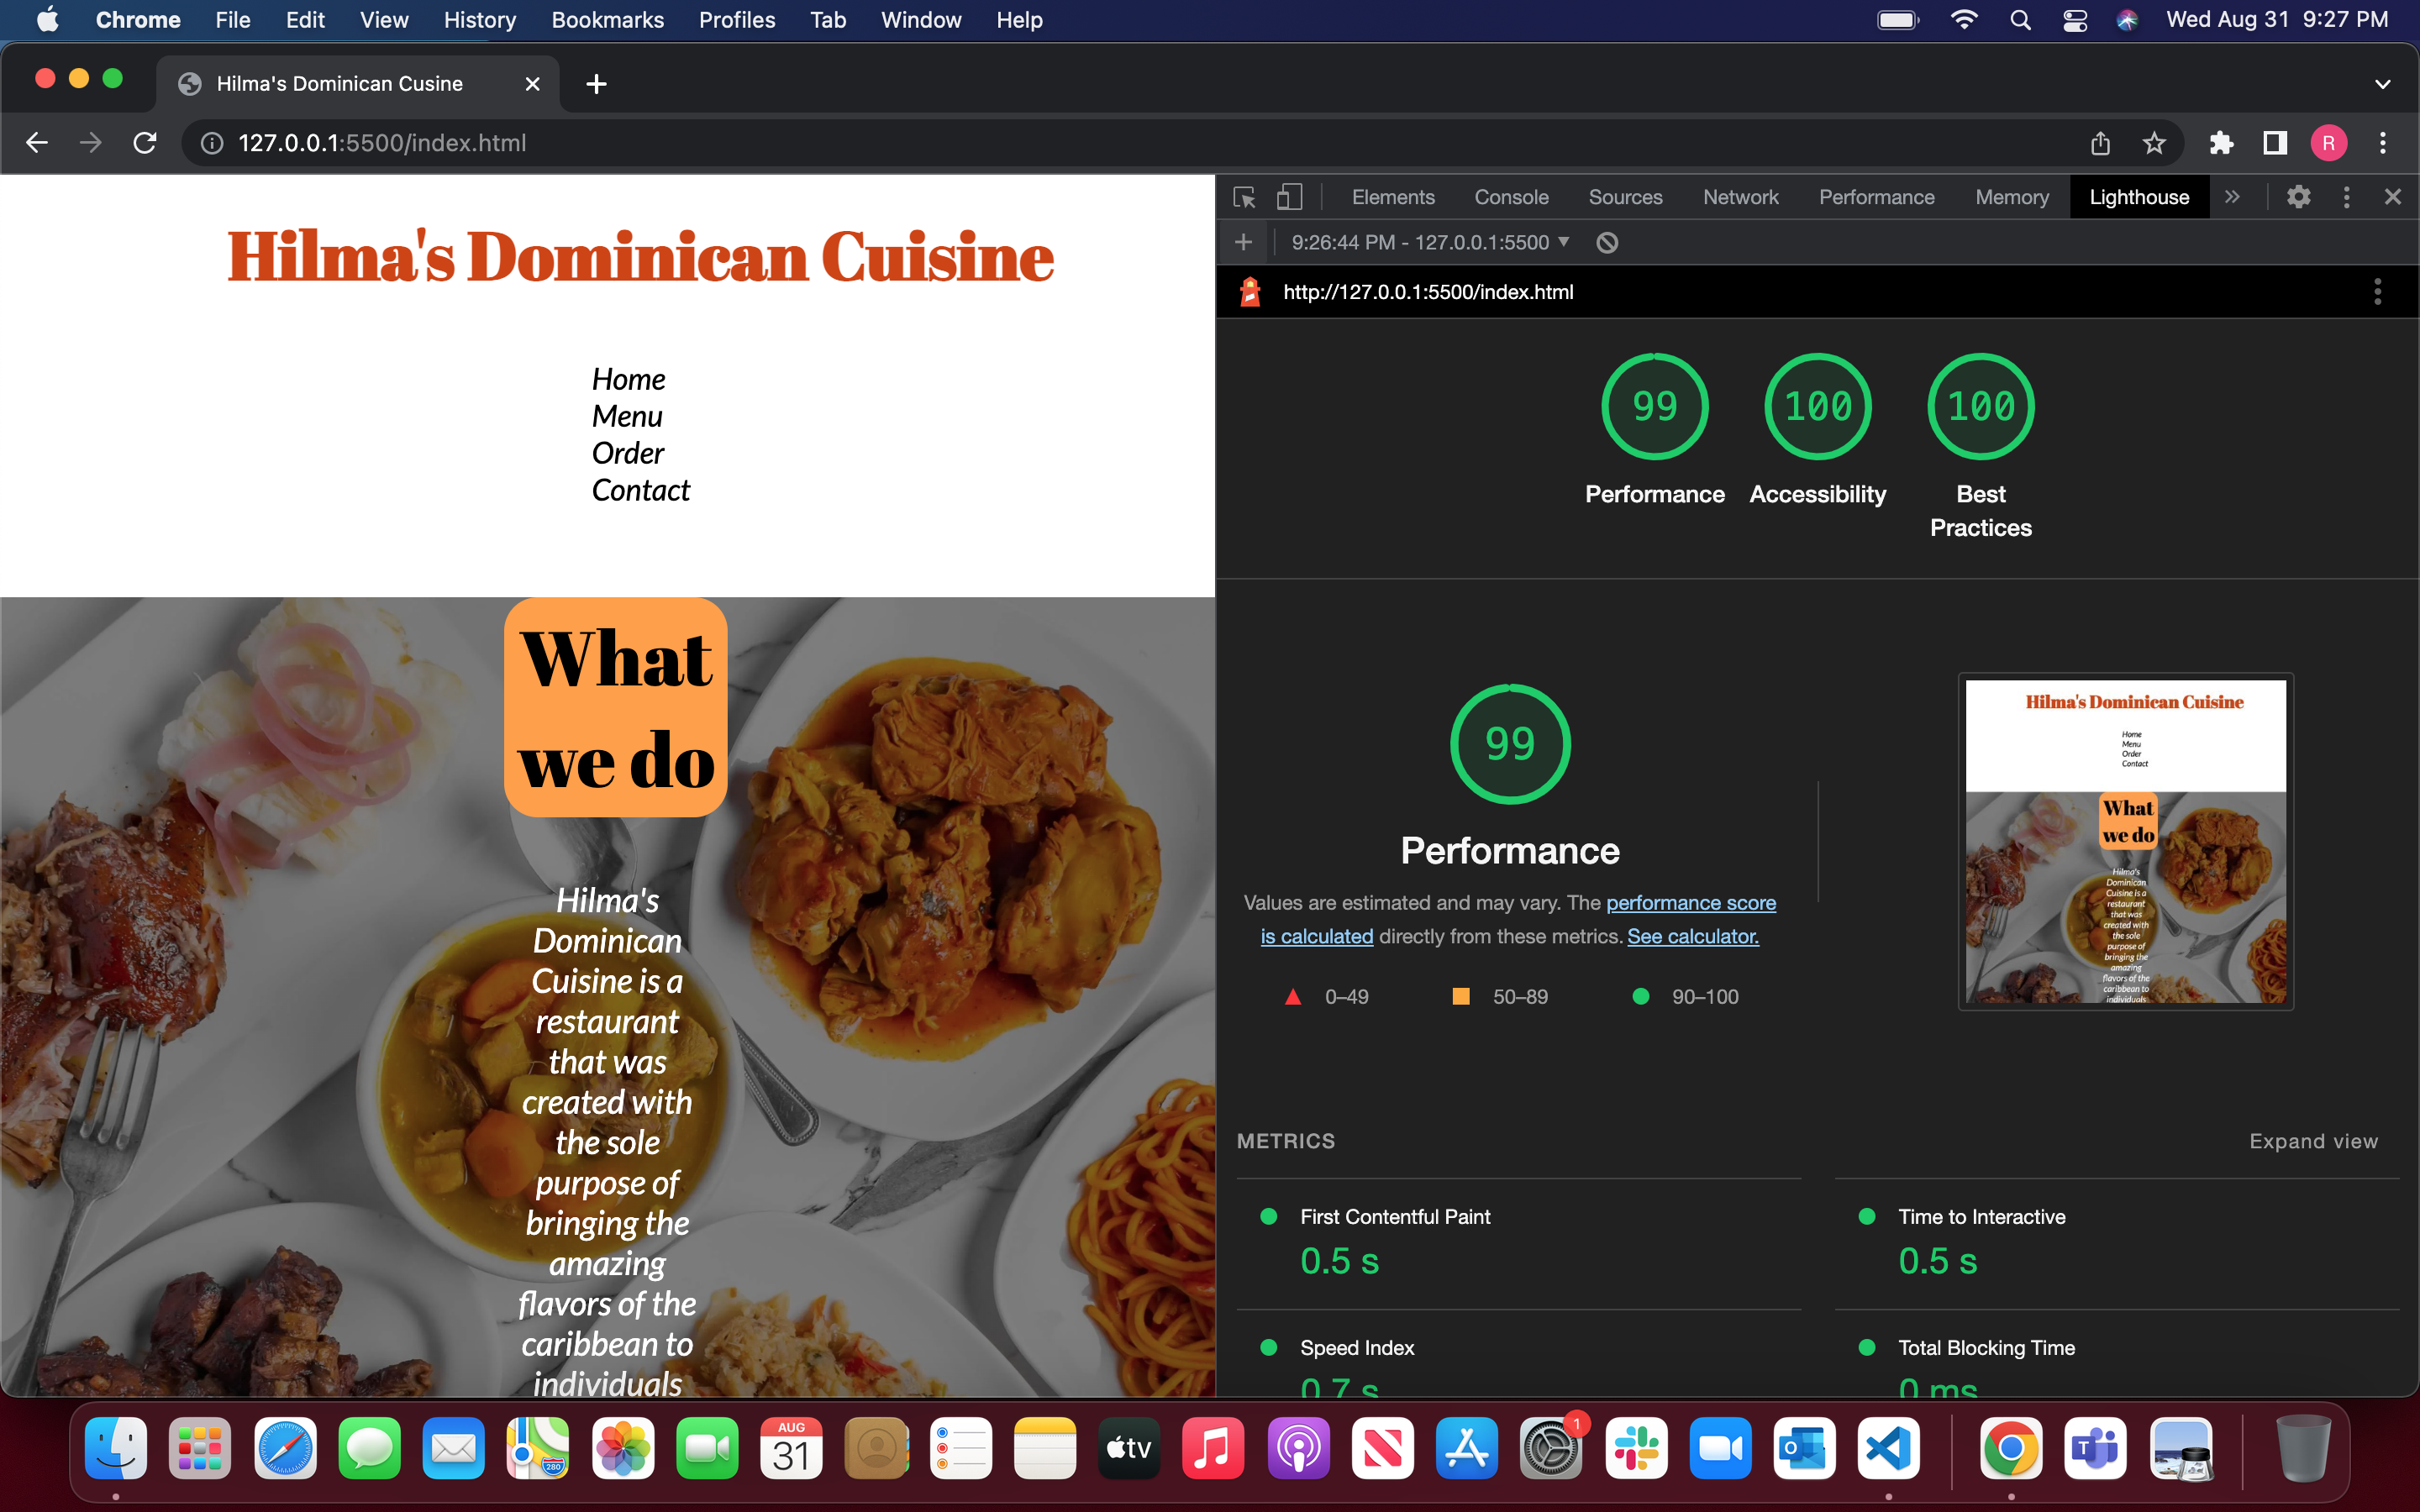 Chrome File Edit View History Bookmarks Profiles Tab Window Help Wed Aug 31 9:27 PM
Hilma's Dominican Cusine
127.0.0.1:5500/index.html
R
Hilma's Dominican Cuisine
Home
Menu
Order
Contact
What
we do
Hilma's
Dominican
Cuisine is a
restaurant
that was
created with
the sole
purpose of
bringing the
amazing
flavors of the
caribbean to
individuals
Elements Console Sources Network Performance Memory Lighthouse
9:26:44 PM - 127.0.0.1:5500
http://127.0.0.1:5500/index.html
99 100 100
Performance Accessibility Best
Practices
99
Performance
Values are estimated and may vary. The performance score
is calculated directly from these metrics. See calculator.
0–49 50–89 90–100
Hilma's Dominican Cuisine
Home
Menu
Order
Contact
What
we do
Hilma's
Dominican
Cuisine is a
restaurant
that was
created with
the sole
purpose of
bringing the
amazing
flavors of the
caribbean to
individuals
METRICS Expand view
First Contentful Paint
0.5 s
Time to Interactive
0.5 s
Speed Index
0.7 s
Total Blocking Time
0 ms
280
AUG
31
tv
1
O
T